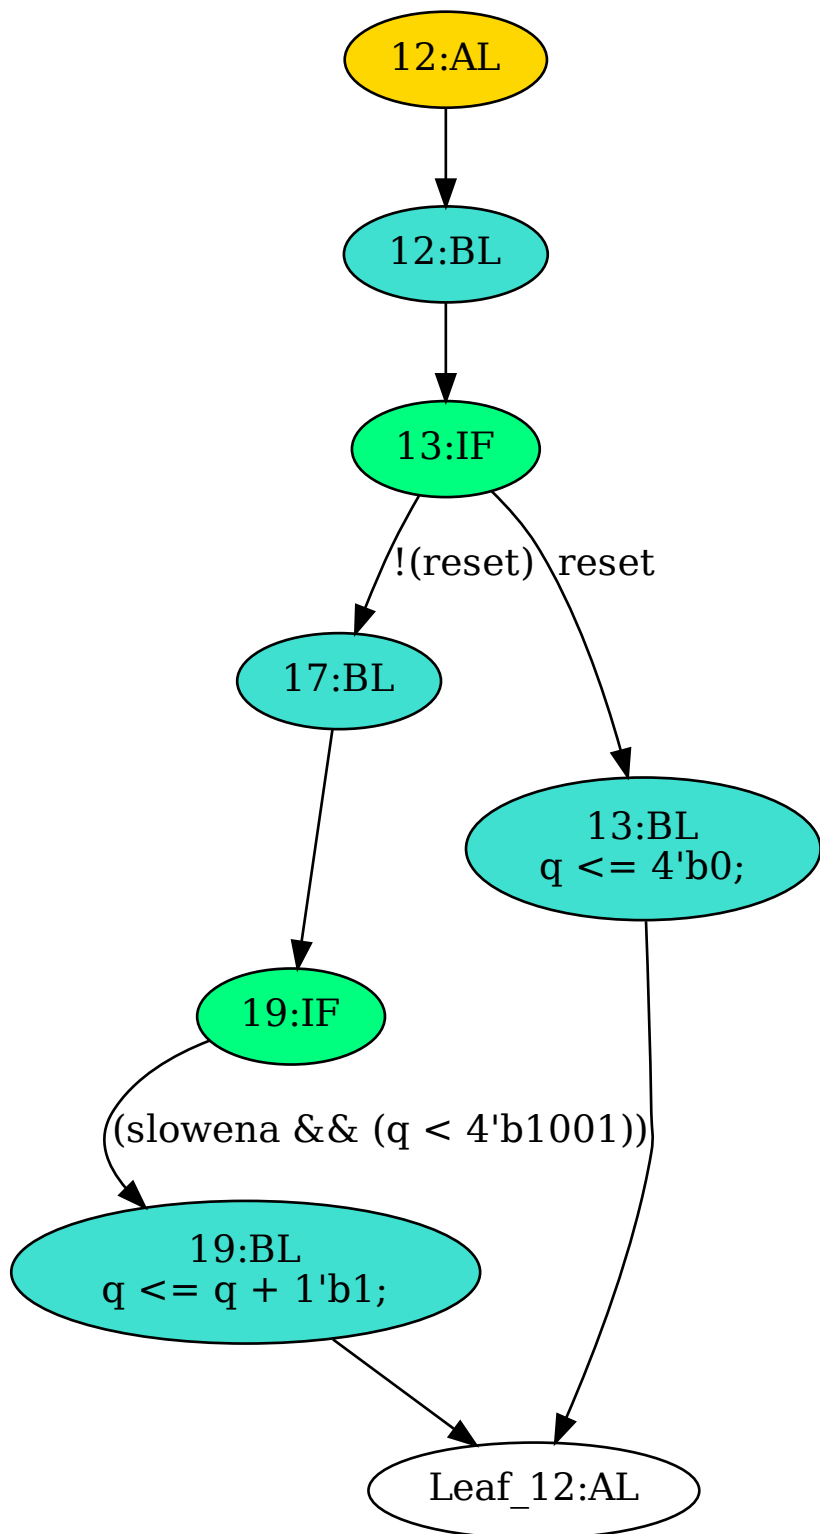 12:AL
12:BL
13:IF
!(reset)
reset
17:BL
13:BL
q <= 4'b0;
19:IF
(slowena && (q < 4'b1001))
19:BL
q <= q + 1'b1;
Leaf_12:AL